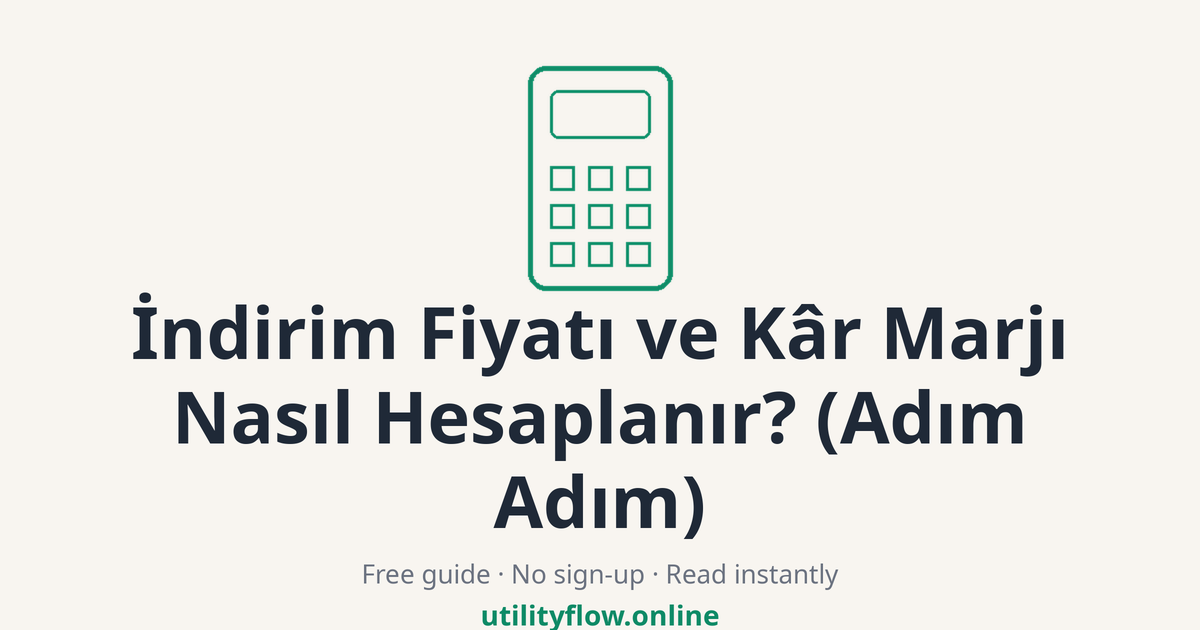 İndirim Fiyatı ve Kâr Marjı
Nasıl Hesaplanır? (Adım
Adım)
Free guide · No sign-up · Read instantly
utilityflow.online